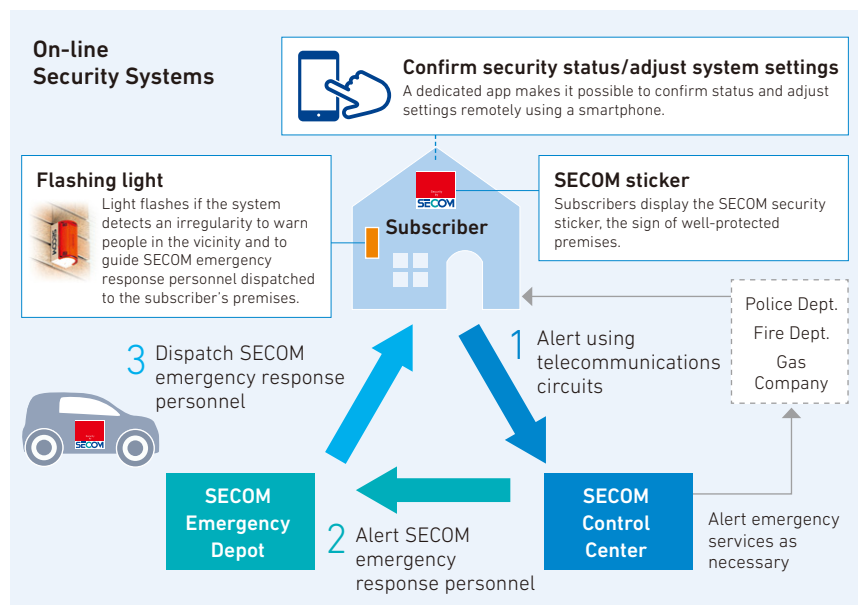 On-line
Security Systems
Confirm security status/adjust system settings
A dedicated app makes it possible to confirm status and adjust
settings remotely using a smartphone.
Flashing light
Light flashes if the system
detects an irregularity to warn
people in the vicinity and to
guide SECOM emergency
response personnel dispatched
to the subscriber's premises.
SECOM
SECOM
Subscriber
SECOM sticker
Subscribers display the SECOM security
sticker, the sign of well-protected
premises.
Police Dept.
Fire Dept.
Gas
Company
1 Alert using
telecommunications
circuits
3 Dispatch SECOM
emergency response
personnel
SECOM
SECOM
Emergency
Depot
2 Alert SECOM
emergency
response personnel
SECOM
Control
Center
Alert emergency
services as
necessary